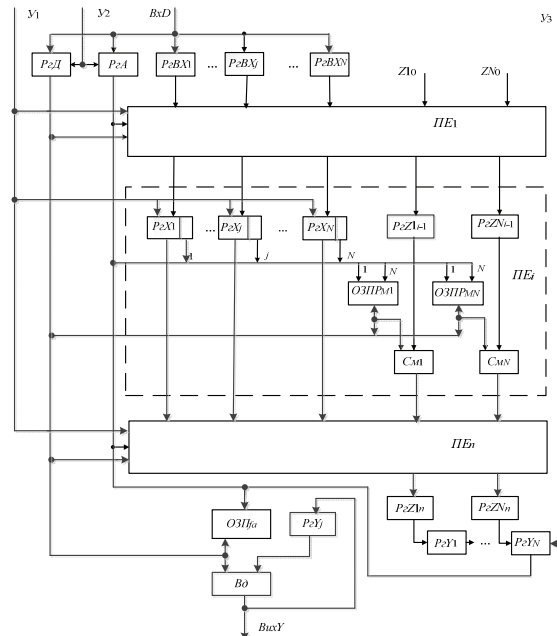 У1 У2 ВхD У3
РгД РгА РгВХ1 ... РгВХj ... РгВХN Z1₀ ZN₀
ПЕ1
РгХ1 ... РгХj ... РгХN РгZ1i-1 РгZNi-1
1 j N 1 N 1 N ПЕi
ОЗПРМ1 ОЗПРМN
См1 СмN
ПЕn
РгZ1n РгZNn
ОЗПfa РгYj РгY1 ... РгYN
Вд
ВихY